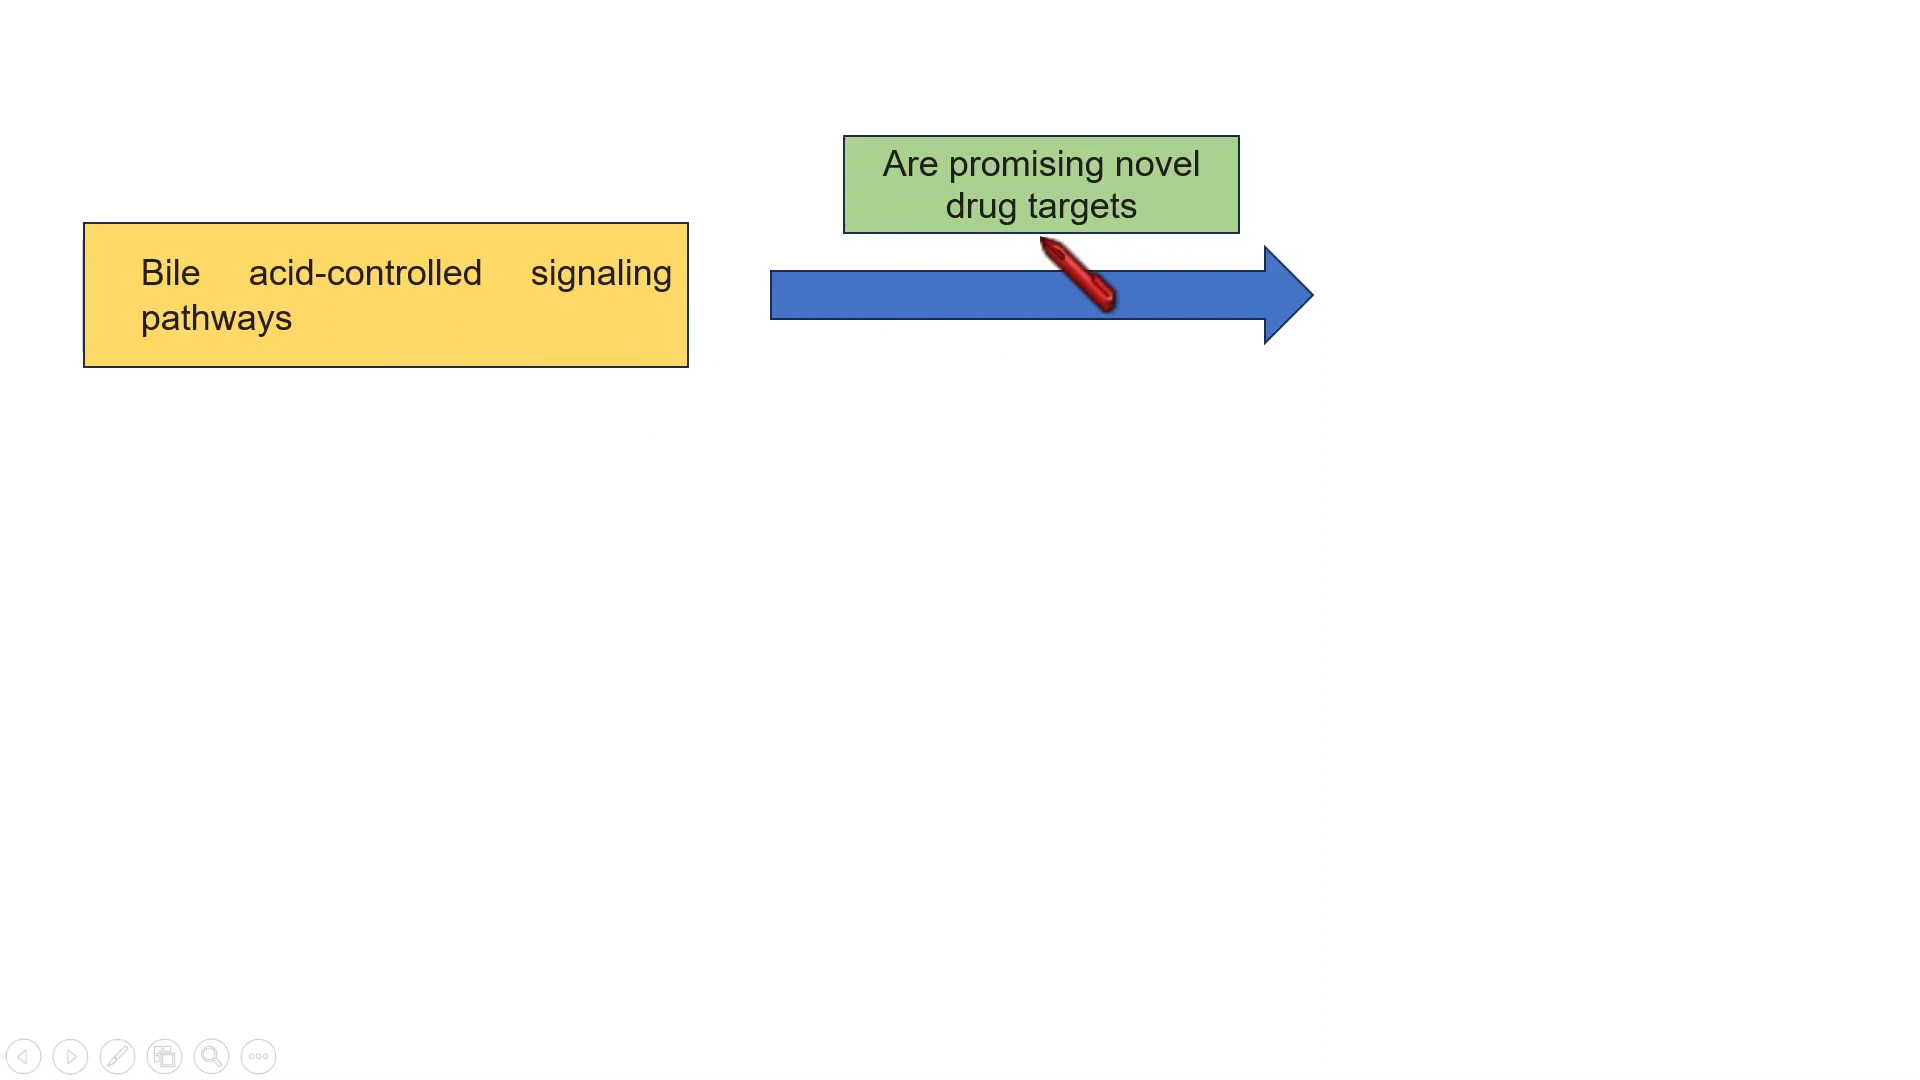 Are promising novel
drug targets
Bile acid-controlled signaling
pathways